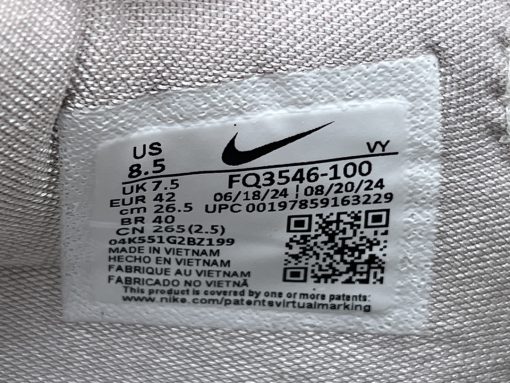 US
8.5
VY
UK 7.5
FQ3546-100
EUR 42
06/18/24 | 08/20/24
cm 26.5
UPC 00197859163229
BR 40
CN 265(2.5)
04K551G2BZ199
MADE IN VIETNAM
HECHO EN VIETNAM
FABRIQUE AU VIETNAM
FABRICADO NO VIETNAM
This product is covered by one or more patents:
www.nike.com/patentsvirtualmarking